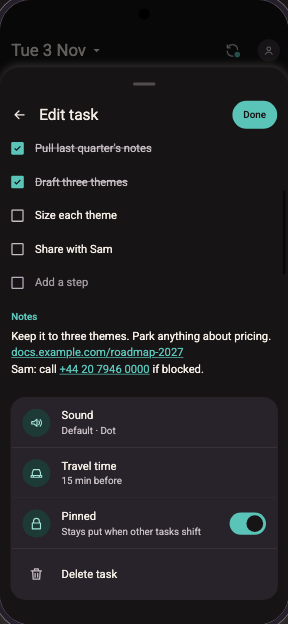 Tue 3 Nov
Edit task
Done
Pull last quarter's notes
Draft three themes
Size each theme
Share with Sam
Add a step
Notes
Keep it to three themes. Park anything about pricing.
docs.example.com/roadmap-2027
Sam: call +44 20 7946 0000 if blocked.
Sound
Default · Dot
Travel time
15 min before
Pinned
Stays put when other tasks shift
Delete task